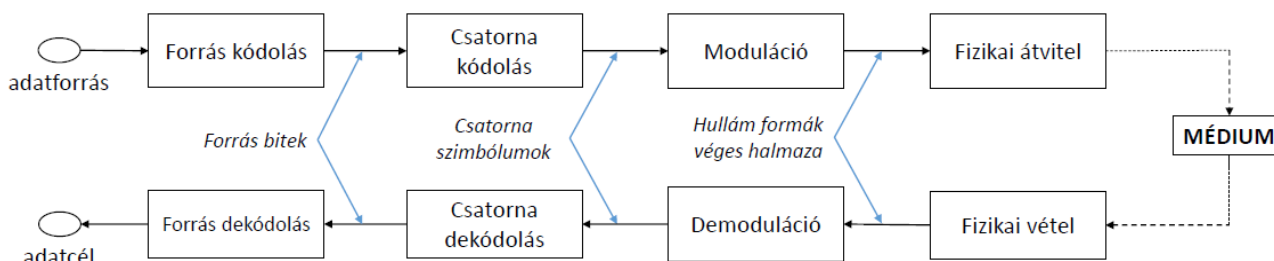 Forrás kódolás
Csatorna
kódolás
Moduláció
Fizikai átvitel
adatforrás
Forrás bitek
Csatorna
szimbólumok
Hullám formák
véges halmaza
MÉDIUM
Forrás dekódolás
Csatorna
dekódolás
Demoduláció
Fizikai vétel
adatcél